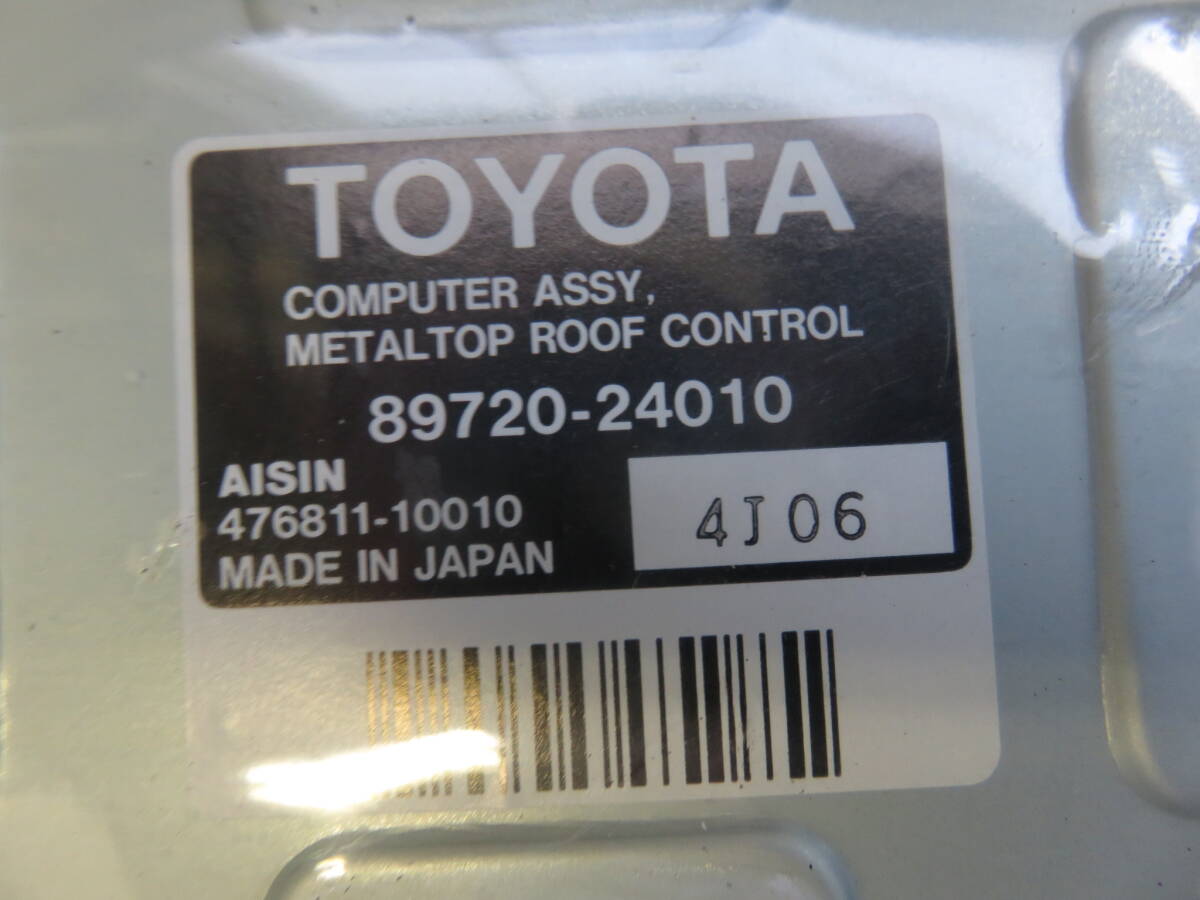 TOYOTA
COMPUTER ASSY,
METALTOP ROOF CONTROL
89720-24010
AISIN
476811-10010
4J06
MADE IN JAPAN